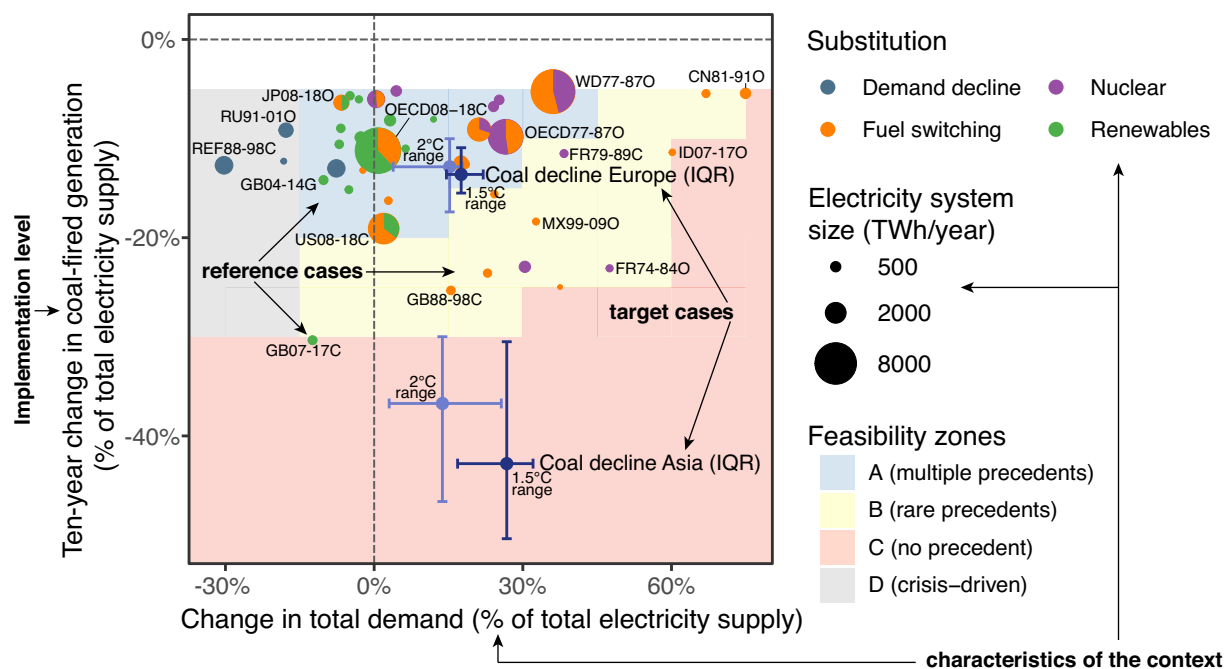 Implementation level
Ten-year change in coal-fired generation
(% of total electricity supply)
0%
-20%
-40%
-30%
0%
30%
60%
Change in total demand (% of total electricity supply)
WD77-87O
CN81-91O
JP08-18O
OECD08−18C
RU91-01O
OECD77-87O
2°C
range
REF88-98C
FR79-89C
ID07-17O
Coal decline Europe (IQR)
GB04-14G
1.5°C
range
MX99-09O
US08-18C
reference cases
FR74-84O
GB88-98C
target cases
GB07-17C
2°C
range
Coal decline Asia (IQR)
1.5°C
range
Substitution
Demand decline
Nuclear
Fuel switching
Renewables
Electricity system
size (TWh/year)
500
2000
8000
Feasibility zones
A (multiple precedents)
B (rare precedents)
C (no precedent)
D (crisis−driven)
characteristics of the context